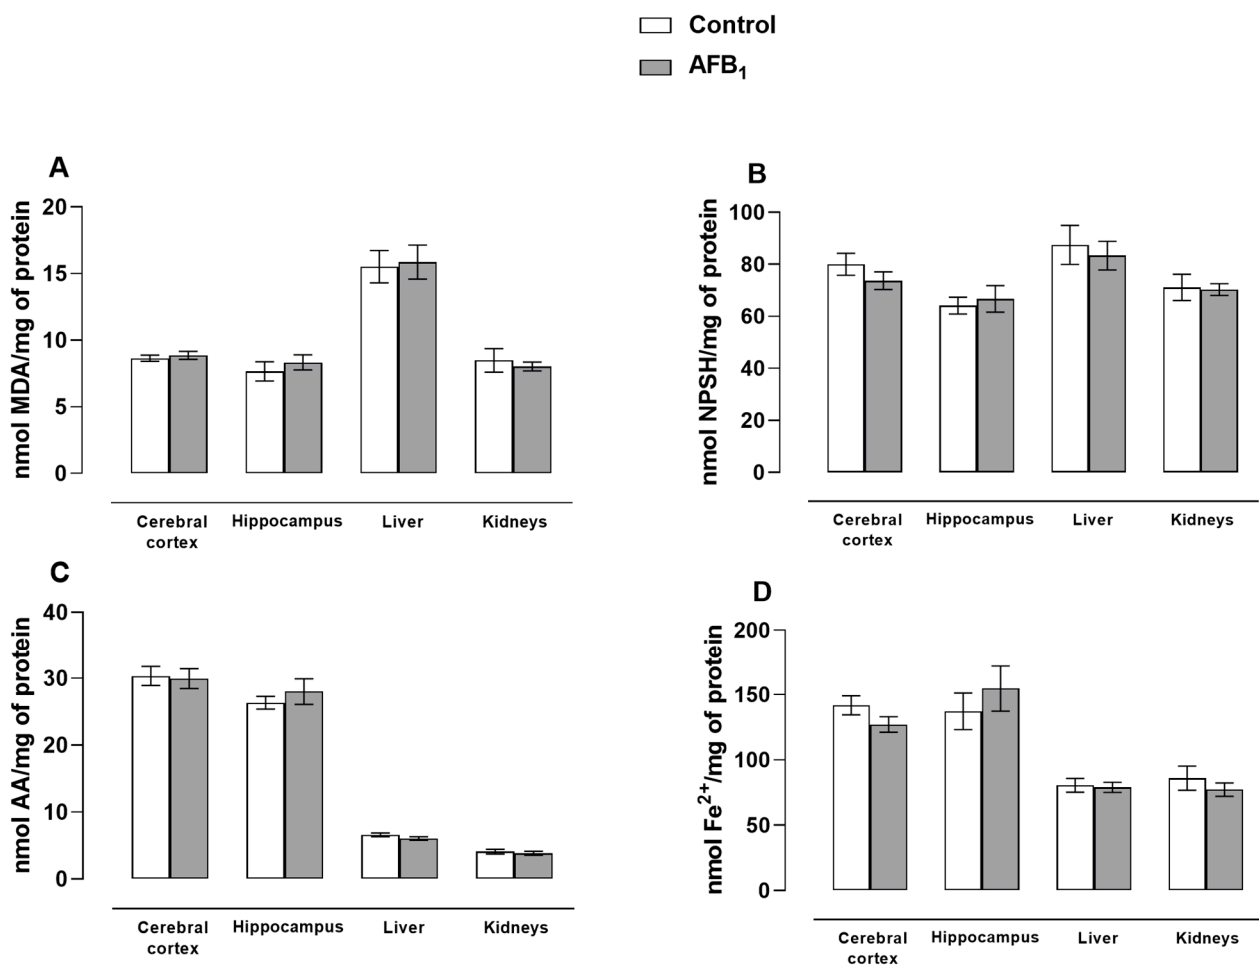 Control
AFB₁
A
nmol MDA/mg of protein
20
15
10
5
0
Cerebral
cortex
Hippocampus
Liver
Kidneys
B
nmol NPSH/mg of protein
100
80
60
40
20
0
Cerebral
cortex
Hippocampus
Liver
Kidneys
C
nmol AA/mg of protein
40
30
20
10
0
Cerebral
cortex
Hippocampus
Liver
Kidneys
D
nmol Fe²⁺/mg of protein
200
150
100
50
0
Cerebral
cortex
Hippocampus
Liver
Kidneys